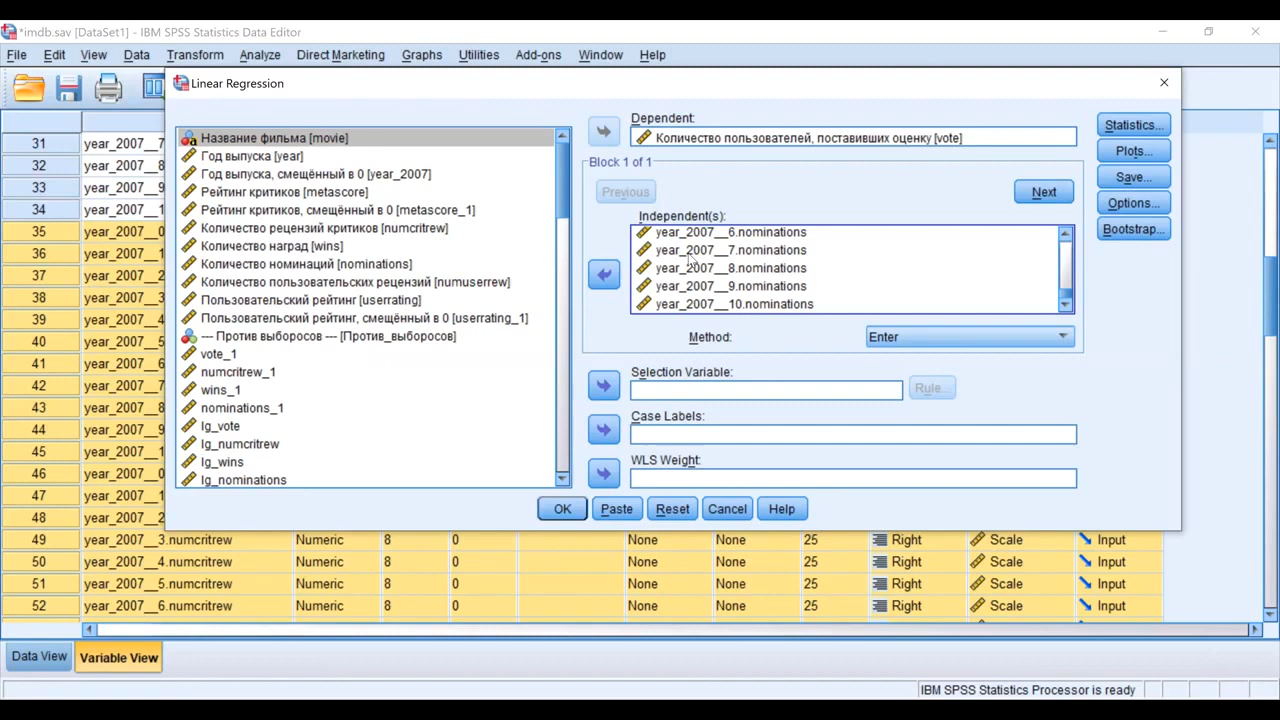 *imdb.sav [DataSet1] - IBM SPSS Statistics Data Editor
File Edit View Data Transform Analyze Direct Marketing Graphs Utilities Add-ons Window Help
Linear Regression
Название фильма [movie]
Год выпуска [year]
Год выпуска, смещённый в 0 [year_2007]
Рейтинг критиков [metascore]
Рейтинг критиков, смещённый в 0 [metascore_1]
Количество рецензий критиков [numcritrew]
Количество наград [wins]
Количество номинаций [nominations]
Количество пользовательских рецензий [numuserrew]
Пользовательский рейтинг [userrating]
Пользовательский рейтинг, смещённый в 0 [userrating_1]
--- Против выборосов --- [Против_выборосов]
vote_1
numcritrew_1
wins_1
nominations_1
lg_vote
lg_numcritrew
lg_wins
lg_nominations
Dependent:
Количество пользователей, поставивших оценку [vote]
Block 1 of 1
Previous
Next
Independent(s):
year_2007__6.nominations
year_2007__7.nominations
year_2007__8.nominations
year_2007__9.nominations
year_2007__10.nominations
Method:
Enter
Selection Variable:
Rule...
Case Labels:
WLS Weight:
Statistics...
Plots...
Save...
Options...
Bootstrap...
OK Paste Reset Cancel Help
31 year_2007__7
32 year_2007__8
33 year_2007__9
34 year_2007__1
35 year_2007__0
36 year_2007__1
37 year_2007__2
38 year_2007__3
39 year_2007__4
40 year_2007__5
41 year_2007__6
42 year_2007__7
43 year_2007__8
44 year_2007__9
45 year_2007__1
46 year_2007__0
47 year_2007__1
48 year_2007__2
49 year_2007__3.numcritrew Numeric 8 0 None None 25 Right Scale Input
50 year_2007__4.numcritrew Numeric 8 0 None None 25 Right Scale Input
51 year_2007__5.numcritrew Numeric 8 0 None None 25 Right Scale Input
52 year_2007__6.numcritrew Numeric 8 0 None None 25 Right Scale Input
Data View Variable View
IBM SPSS Statistics Processor is ready